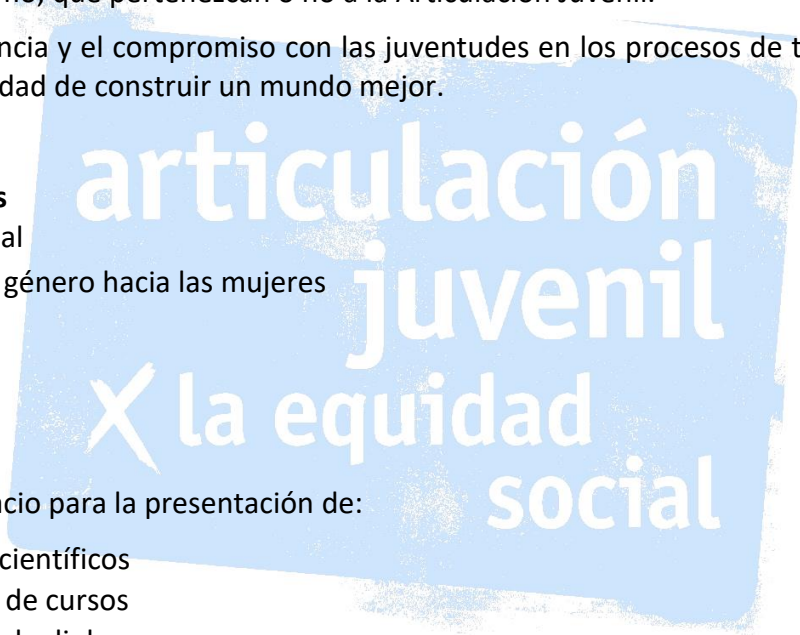 que pertenezcan o no a la Articulación Juvenil.
ncia y el compromiso con las juventudes en los procesos de t
dad de construir un mundo mejor.
articulación
s
al
género hacia las mujeres
juvenil
X la equidad
social
cio para la presentación de:
científicos
de cursos